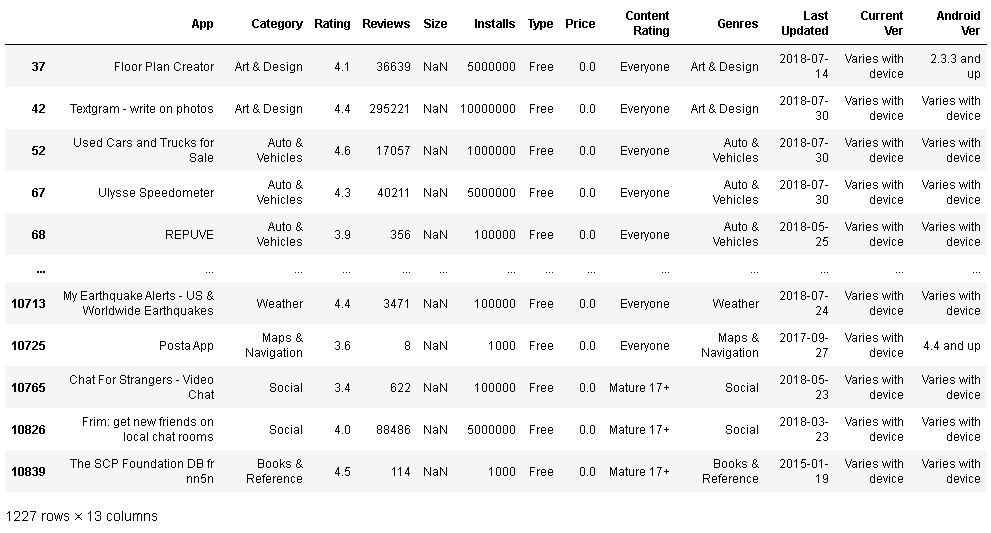 App Category Rating Reviews Size Installs Type Price Content Rating Genres Last Updated Current Ver Android Ver
37 Floor Plan Creator Art & Design 4.1 36639 NaN 5000000 Free 0.0 Everyone Art & Design 2018-07-14 Varies with device 2.3.3 and up
42 Textgram - write on photos Art & Design 4.4 295221 NaN 10000000 Free 0.0 Everyone Art & Design 2018-07-30 Varies with device Varies with device
52 Used Cars and Trucks for Sale Auto & Vehicles 4.6 17057 NaN 1000000 Free 0.0 Everyone Auto & Vehicles 2018-07-30 Varies with device Varies with device
67 Ulysse Speedometer Auto & Vehicles 4.3 40211 NaN 5000000 Free 0.0 Everyone Auto & Vehicles 2018-07-30 Varies with device Varies with device
68 REPUVE Auto & Vehicles 3.9 356 NaN 100000 Free 0.0 Everyone Auto & Vehicles 2018-05-25 Varies with device Varies with device
... ... ... ... ... ... ... ... ... ... ... ... ... ...
10713 My Earthquake Alerts - US & Worldwide Earthquakes Weather 4.4 3471 NaN 100000 Free 0.0 Everyone Weather 2018-07-24 Varies with device Varies with device
10725 Posta App Maps & Navigation 3.6 8 NaN 1000 Free 0.0 Everyone Maps & Navigation 2017-09-27 Varies with device 4.4 and up
10765 Chat For Strangers - Video Chat Social 3.4 622 NaN 100000 Free 0.0 Mature 17+ Social 2018-05-23 Varies with device Varies with device
10826 Frim: get new friends on local chat rooms Social 4.0 88486 NaN 5000000 Free 0.0 Mature 17+ Social 2018-03-23 Varies with device Varies with device
10839 The SCP Foundation DB fr nn5n Books & Reference 4.5 114 NaN 1000 Free 0.0 Mature 17+ Books & Reference 2015-01-19 Varies with device Varies with device
1227 rows × 13 columns